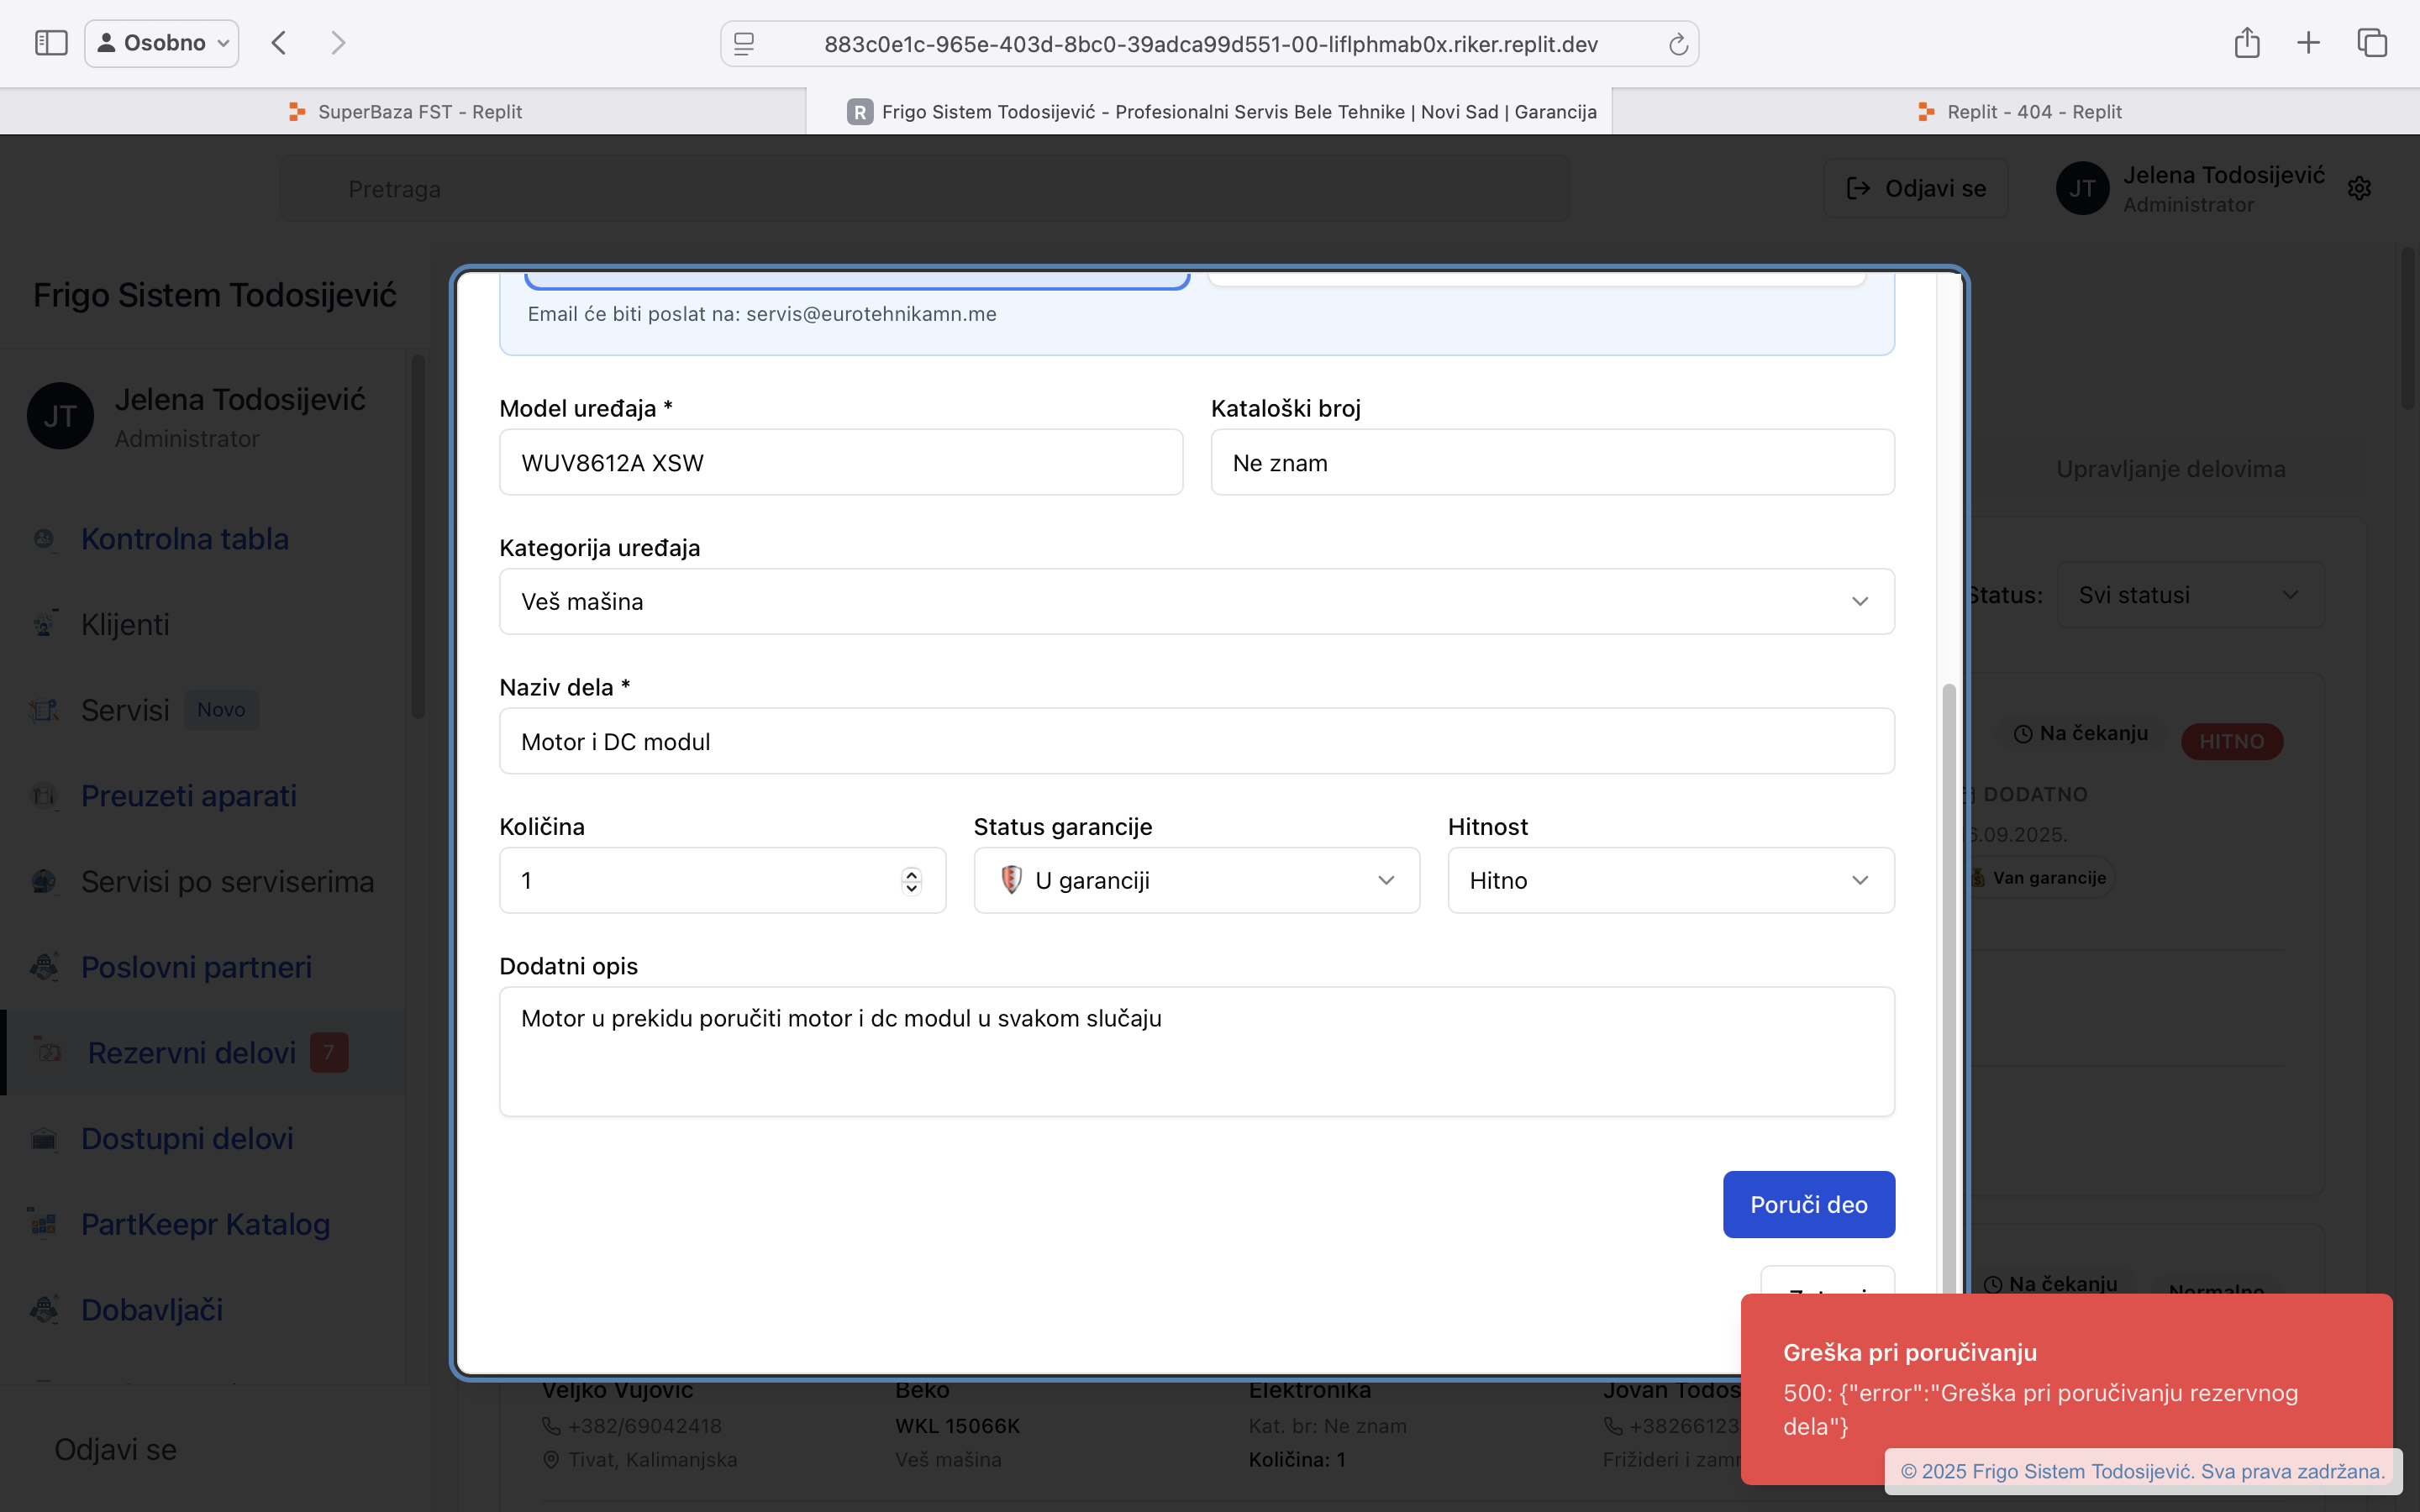 Osobno
883c0e1c-965e-403d-8bc0-39adca99d551-00-liflphmab0x.riker.replit.dev
SuperBaza FST - Replit
R Frigo Sistem Todosijević - Profesionalni Servis Bele Tehnike | Novi Sad | Garancija
Replit - 404 - Replit
Pretraga
Odjavi se
JT
Jelena Todosijević
Administrator
Frigo Sistem Todosijević
JT
Jelena Todosijević
Administrator
Kontrolna tabla
Klijenti
Servisi Novo
Preuzeti aparati
Servisi po serviserima
Poslovni partneri
Rezervni delovi 7
Dostupni delovi
PartKeepr Katalog
Dobavljači
Odjavi se
Email će biti poslat na: servis@eurotehnikamn.me
Model uređaja *
WUV8612A XSW
Kataloški broj
Ne znam
Kategorija uređaja
Veš mašina
Naziv dela *
Motor i DC modul
Količina
1
Status garancije
U garanciji
Hitnost
Hitno
Dodatni opis
Motor u prekidu poručiti motor i dc modul u svakom slučaju
Poruči deo
Upravljanje delovima
Status:
Svi statusi
Na čekanju
HITNO
DODATNO
.09.2025.
Van garancije
Na čekanju
Normalno
Veljko Vujovic
+382/69042418
Tivat, Kalimanjska
Beko
WKL 15066K
Veš mašina
Elektronika
Kat. br: Ne znam
Količina: 1
Jovan Todos
+38266123
Frižideri i zam
Greška pri poručivanju
500: {"error":"Greška pri poručivanju rezervnog
dela"}
© 2025 Frigo Sistem Todosijević. Sva prava zadržana.